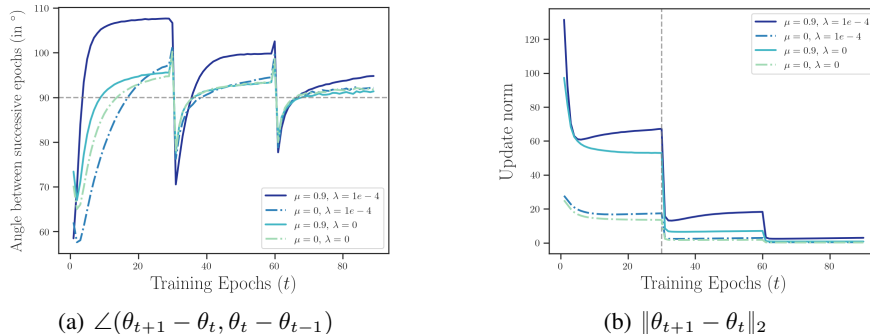 (a)
(b)
110
100
90
80
70
60
Angle between successive epochs (in °)
0
20
40
60
80
Training Epochs (t)
μ = 0.9, λ = 1e − 4
μ = 0, λ = 1e − 4
μ = 0.9, λ = 0
μ = 0, λ = 0
120
100
80
60
40
20
0
Update norm
0
20
40
60
80
Training Epochs (t)
μ = 0.9, λ = 1e − 4
μ = 0, λ = 1e − 4
μ = 0.9, λ = 0
μ = 0, λ = 0
(a) ∠(θₜ₊₁ − θₜ, θₜ − θₜ₋₁)
(b) ‖θₜ₊₁ − θₜ‖₂